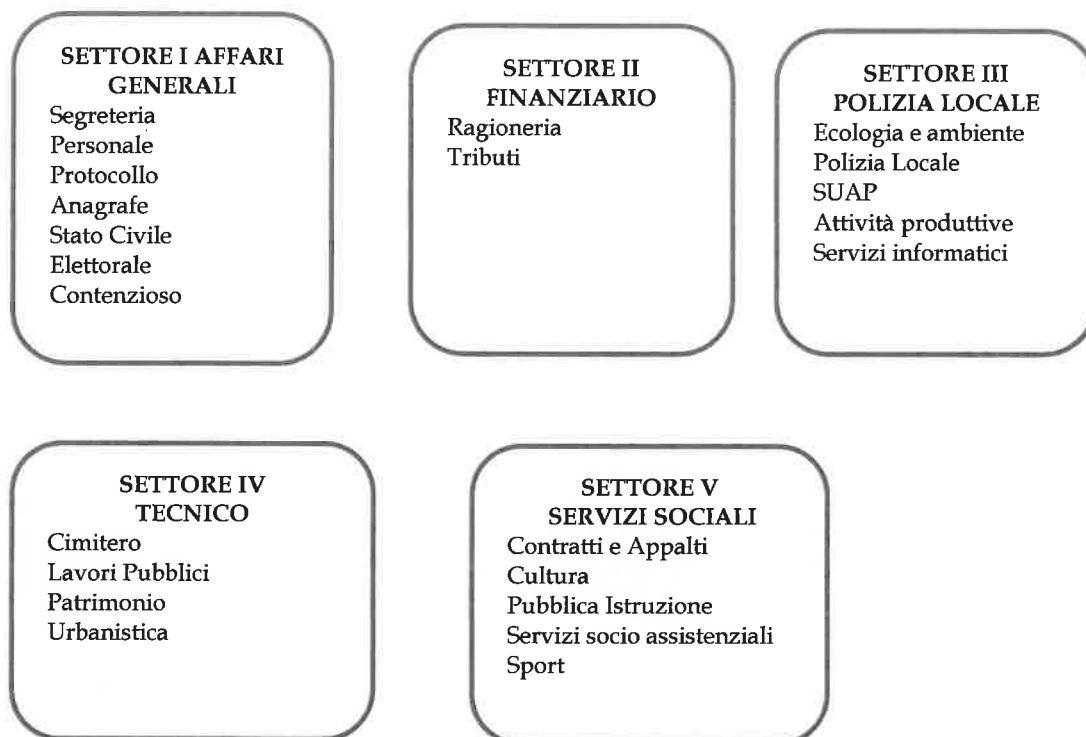 SETTORE I AFFARI
GENERALI
Segreteria
Personale
Protocollo
Anagrafe
Stato Civile
Elettorale
Contenzioso
SETTORE II
FINANZIARIO
Ragioneria
Tributi
SETTORE III
POLIZIA LOCALE
Ecologia e ambiente
Polizia Locale
SUAP
Attività produttive
Servizi informatici
SETTORE IV
TECNICO
Cimitero
Lavori Pubblici
Patrimonio
Urbanistica
SETTORE V
SERVIZI SOCIALI
Contratti e Appalti
Cultura
Pubblica Istruzione
Servizi socio assistenziali
Sport